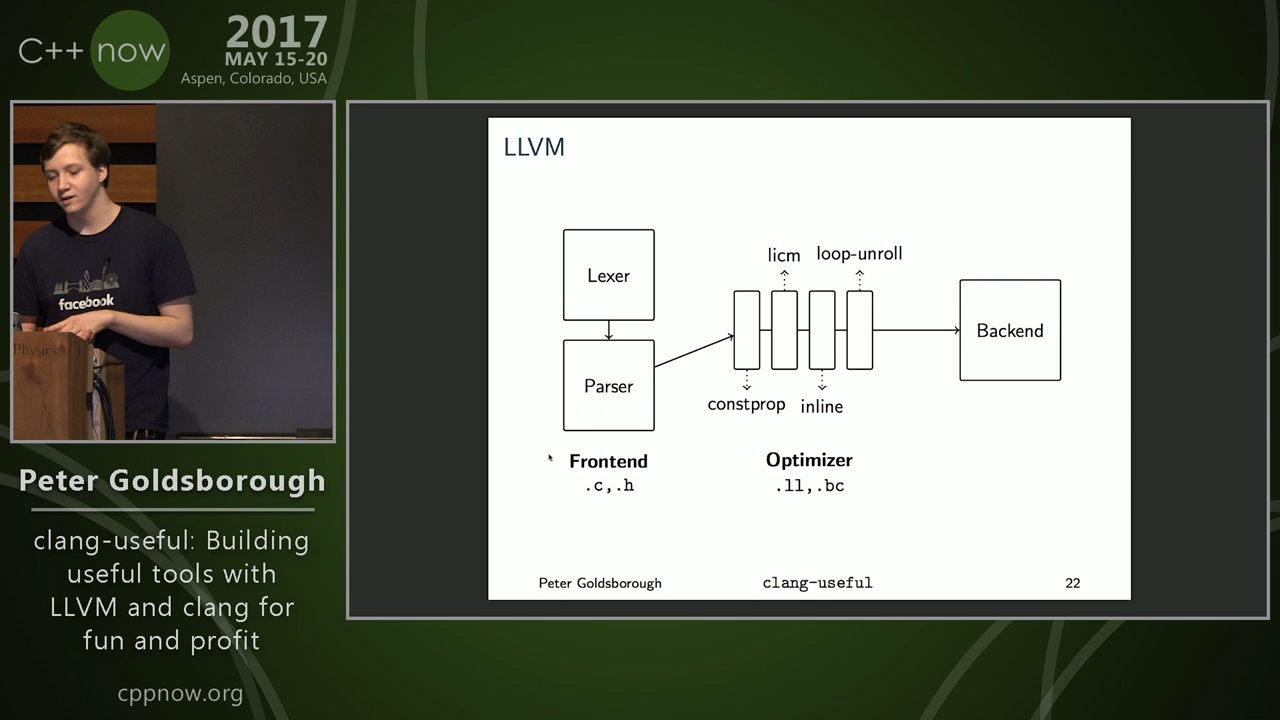 C++ now
2017
MAY 15-20
Aspen, Colorado, USA
facebook
Physics
Peter Goldsborough
clang-useful: Building
useful tools with
LLVM and clang for
fun and profit
cppnow.org
LLVM
Lexer
Parser
licm
loop-unroll
constprop
inline
Backend
Frontend
.c,.h
Optimizer
.ll,.bc
Peter Goldsborough
clang-useful
22